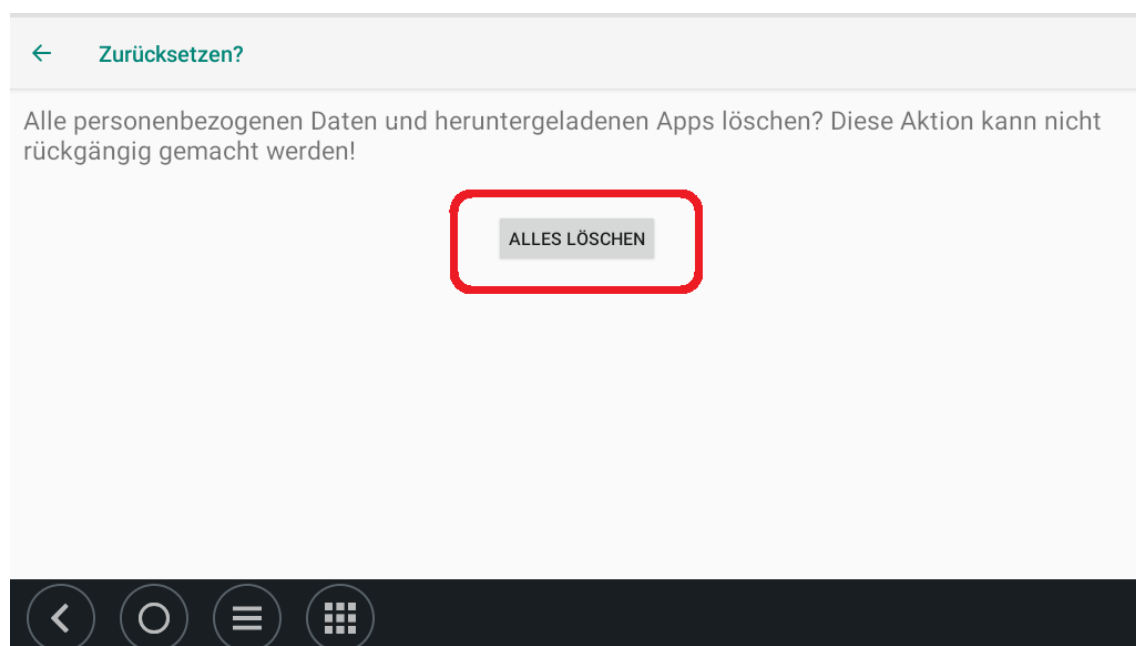 Zurücksetzen?
Alle personenbezogenen Daten und heruntergeladenen Apps löschen? Diese Aktion kann nicht
rückgängig gemacht werden!
ALLES LÖSCHEN